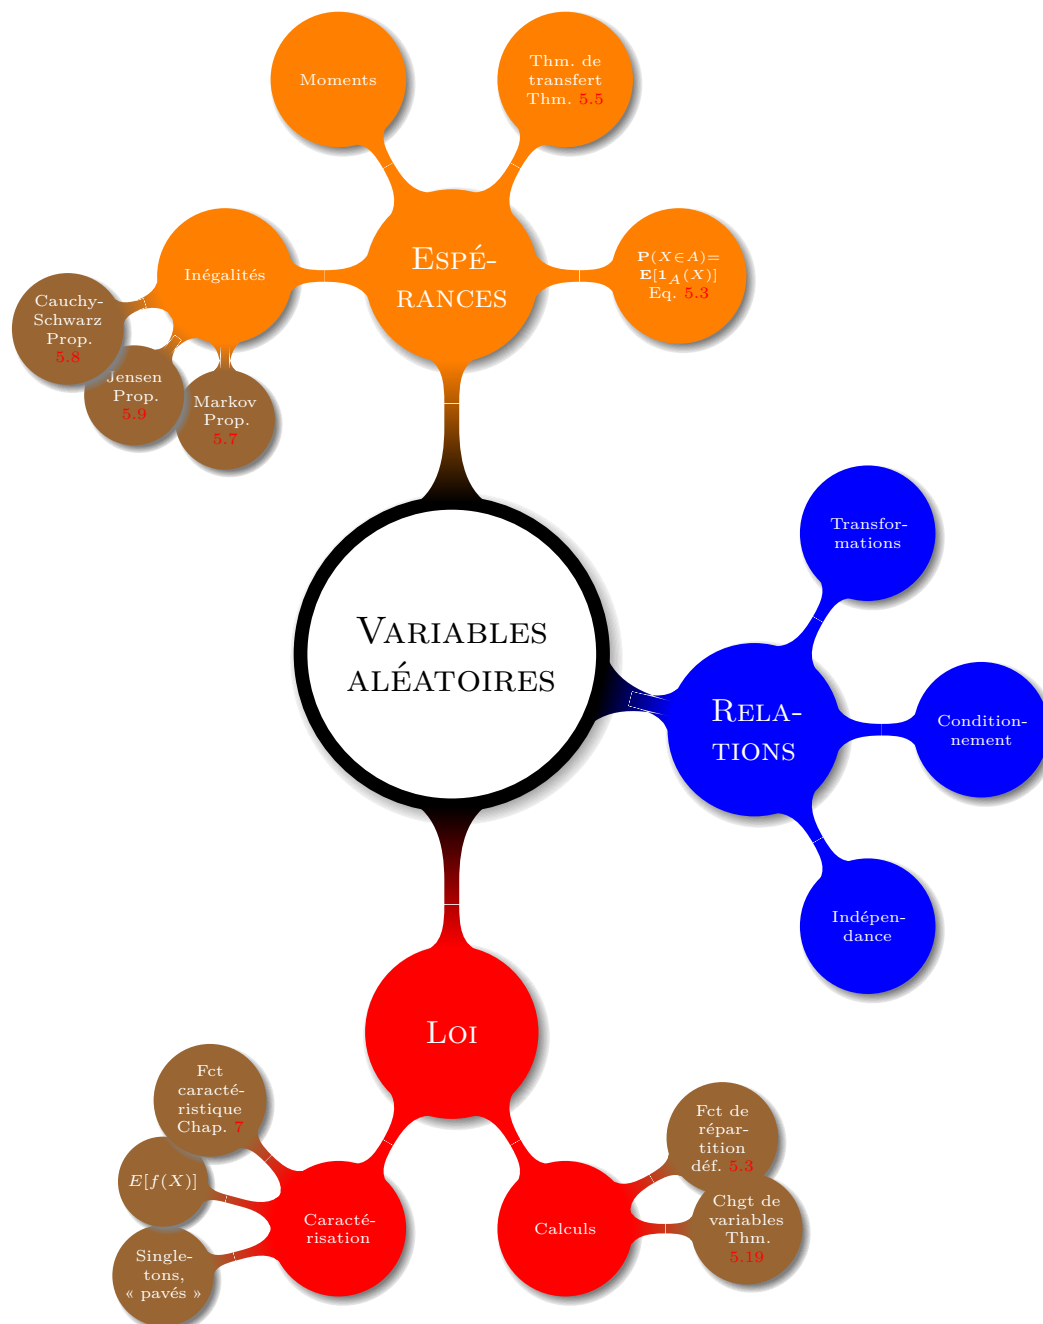 Moments
Thm. de
transfert
Thm. 5.5
Inégalités
ESPÉ-
RANCES
P(X∈A)=
E[1_A(X)]
Eq. 5.3
Cauchy-
Schwarz
Prop.
5.8
Jensen
Prop.
5.9
Markov
Prop.
5.7
Transfor-
mations
VARIABLES
ALÉATOIRES
RELA-
TIONS
Condition-
nement
Indépen-
dance
LOI
Fct
caracté-
ristique
Chap. 7
E[f(X)]
Single-
tons,
« pavés »
Caracté-
risation
Calculs
Fct de
répar-
tition
déf. 5.3
Chgt de
variables
Thm.
5.19